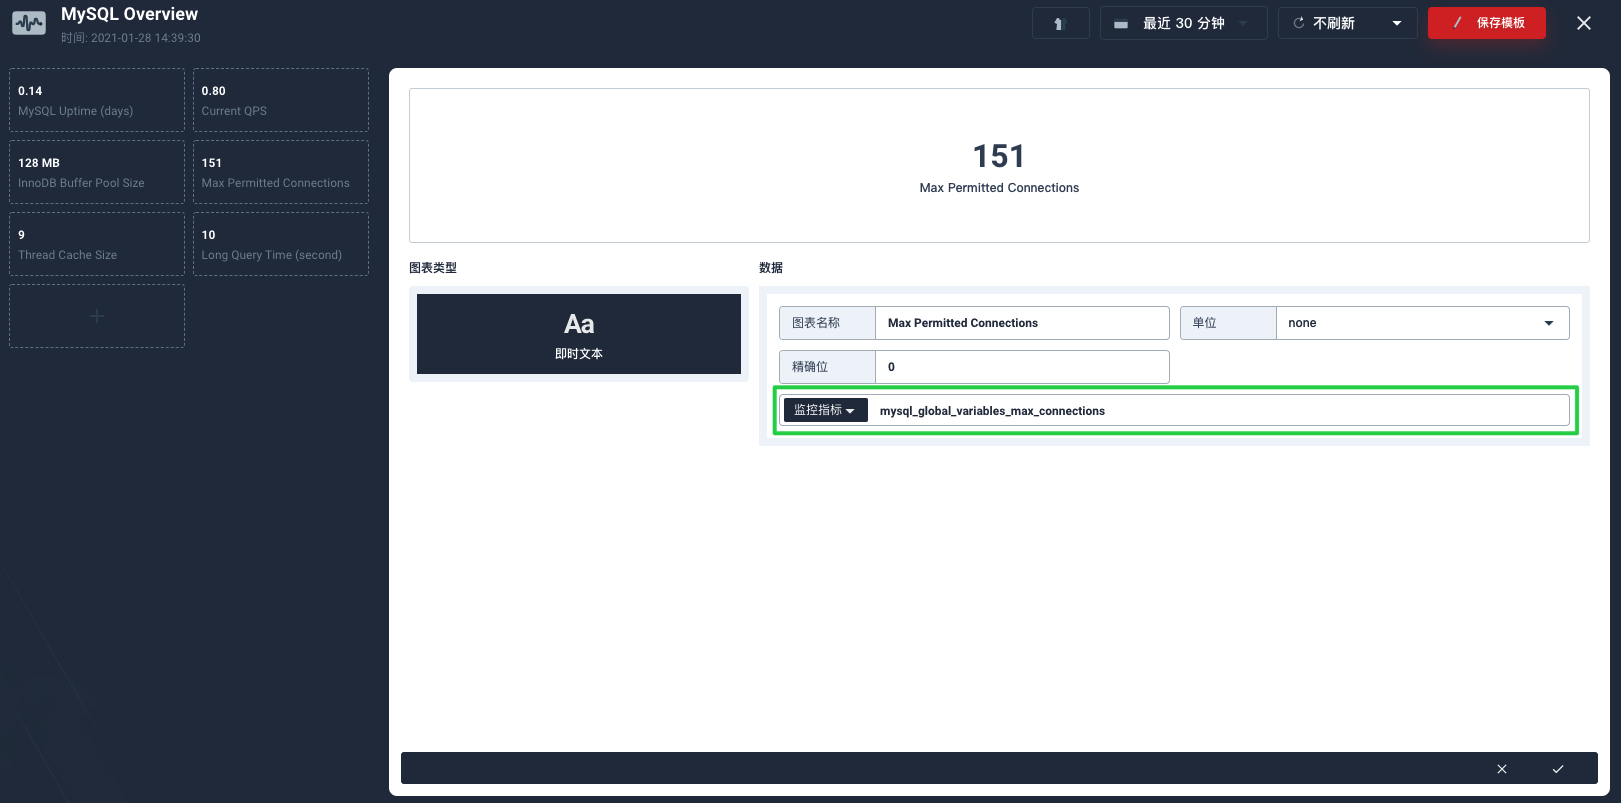 MySQL Overview
时间: 2021-01-28 14:39:30
最近 30 分钟
不刷新
保存模板
0.14
MySQL Uptime (days)
0.80
Current QPS
128 MB
InnoDB Buffer Pool Size
151
Max Permitted Connections
9
Thread Cache Size
10
Long Query Time (second)
151
Max Permitted Connections
图表类型
Aa
即时文本
数据
图表名称 Max Permitted Connections
单位 none
精确位 0
监控指标 mysql_global_variables_max_connections